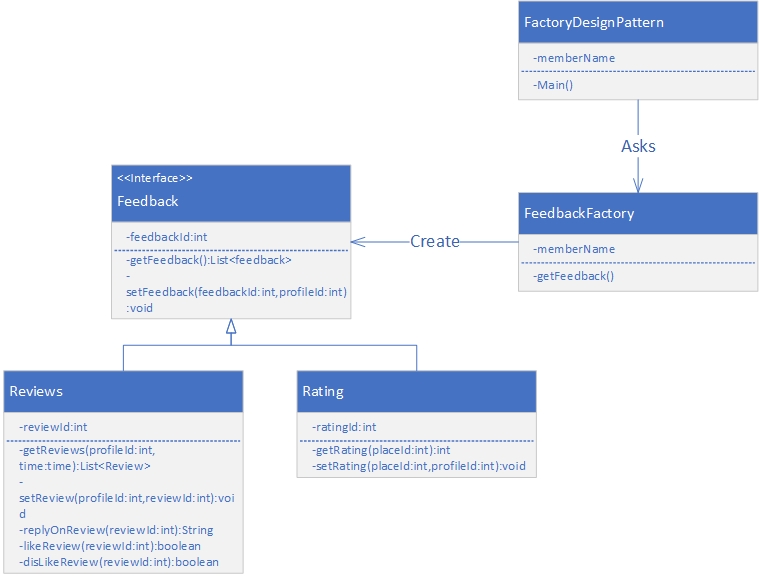 FactoryDesignPattern
-memberName
-Main()
Asks
<<Interface>>
Feedback
-feedbackId:int
-getFeedback():List<feedback>
-
setFeedback(feedbackId:int,profileId:int)
:void
Create
FeedbackFactory
-memberName
-getFeedback()
Reviews
-reviewId:int
-getReviews(profileId:int,
time:time):List<Review>
-
setReview(profileId:int,reviewId:int):voi
d
-replyOnReview(reviewId:int):String
-likeReview(reviewId:int):boolean
-disLikeReview(reviewId:int):boolean
Rating
-ratingId:int
-getRating(placeId:int):int
-setRating(placeId:int,profileId:int):void